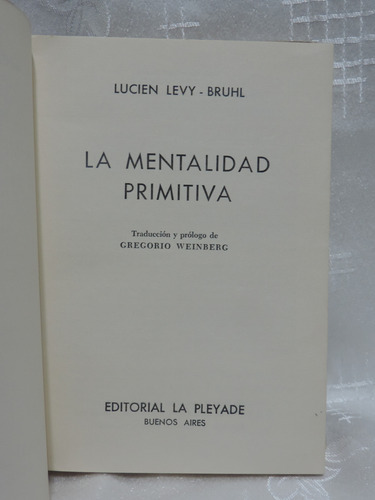 LUCIEN LEVY - BRUHL
LA MENTALIDAD
PRIMITIVA
Traducción y prólogo de
GREGORIO WEINBERG
EDITORIAL LA PLEYADE
BUENOS AIRES